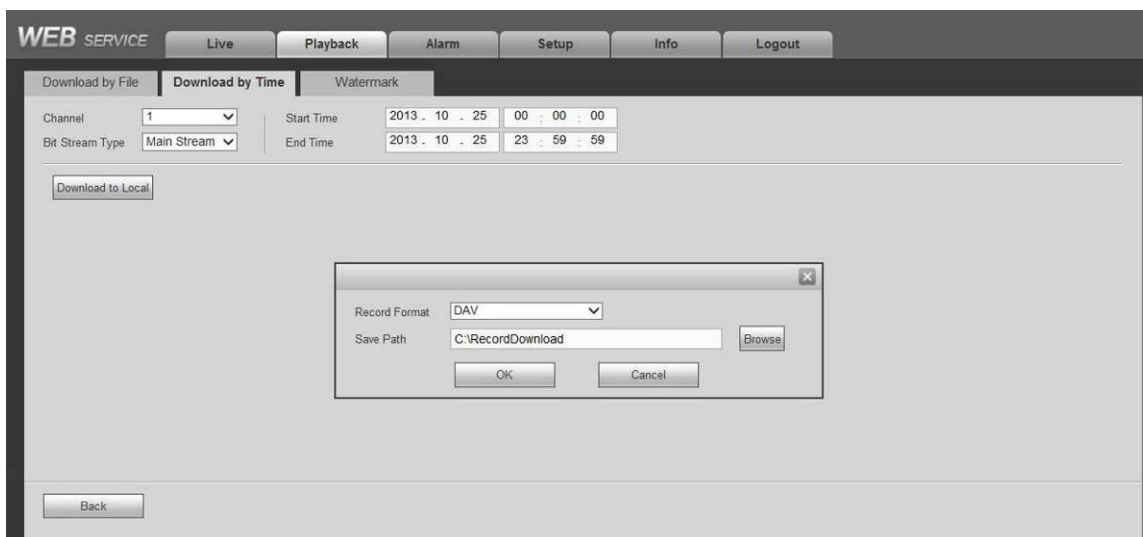 WEB SERVICE Live Playback Alarm Setup Info Logout
Download by File Download by Time Watermark
Channel 1 Start Time 2013 . 10 . 25 00 : 00 : 00
Bit Stream Type Main Stream End Time 2013 . 10 . 25 23 : 59 : 59
Download to Local
Record Format DAV
Save Path C:\RecordDownload Browse
OK Cancel
Back